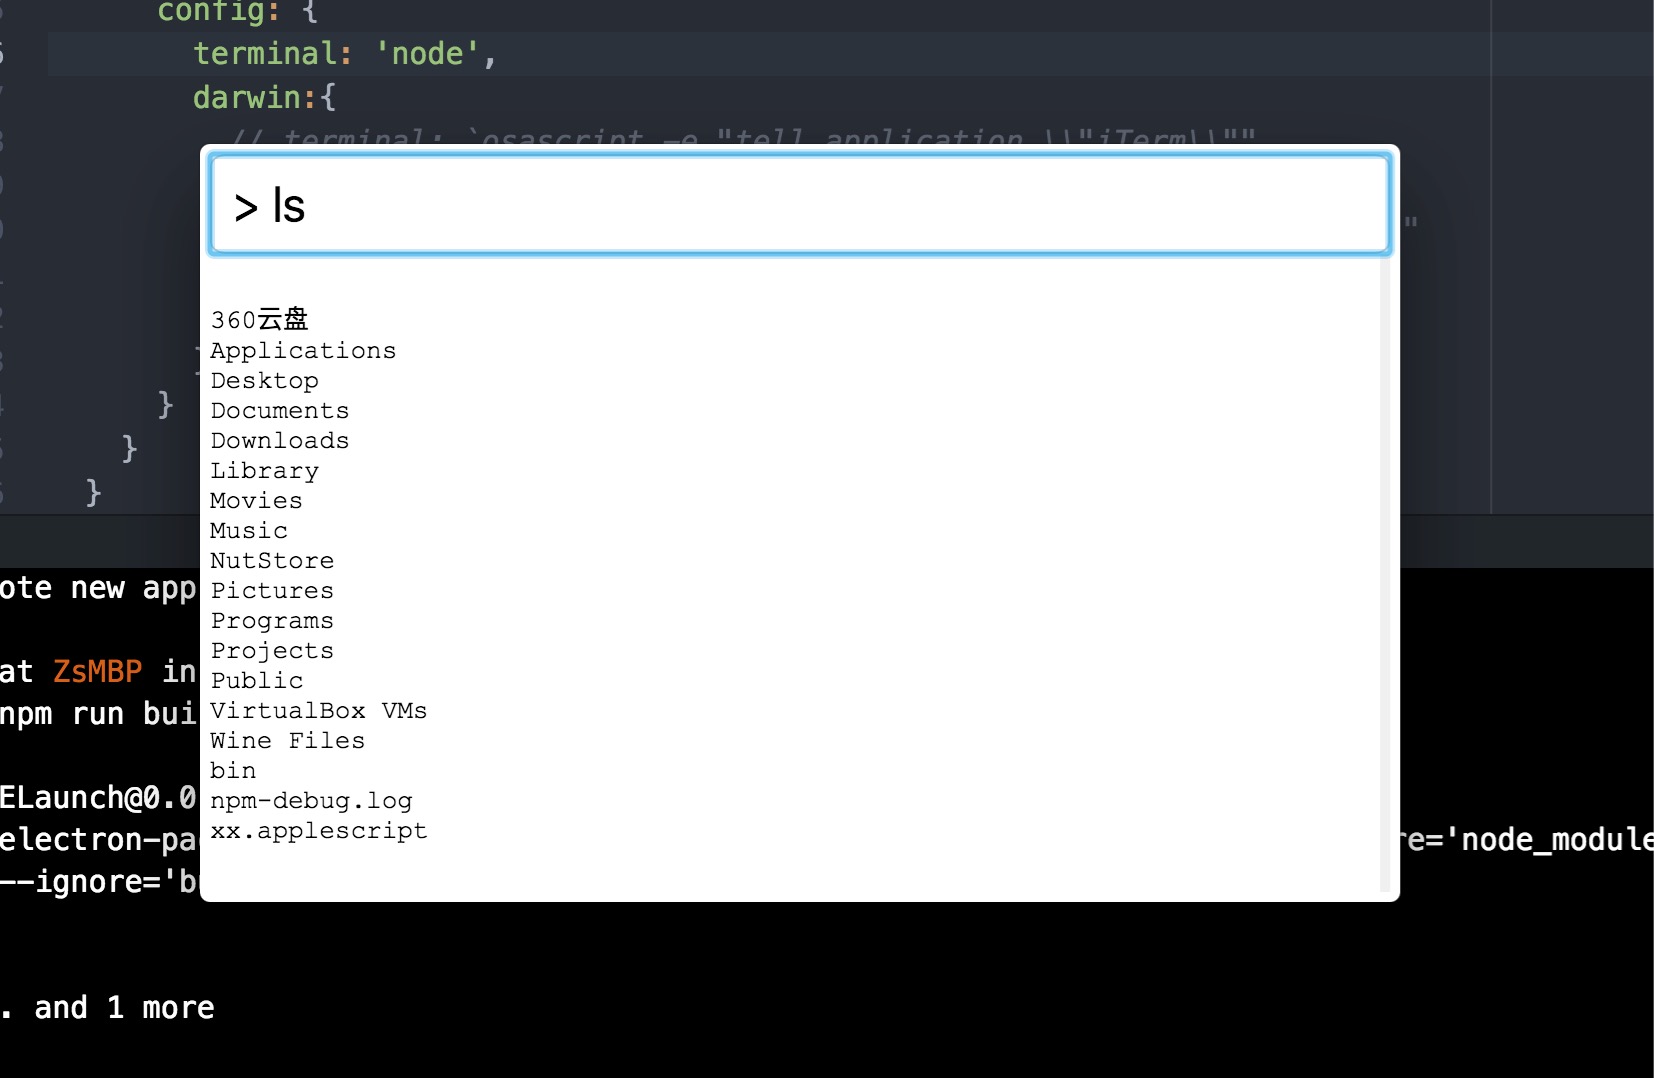 config: {
terminal: 'node',
darwin:{
// terminal: `osascript -e "tell application \\"iTerm\\""
> ls
"
360云盘
Applications
Desktop
}
Documents
Downloads
}
Library
Movies
}
Music
NutStore
ote new app
Pictures
Programs
Projects
at ZsMBP in
Public
npm run bui
VirtualBox VMs
Wine Files
bin
ELaunch@0.0
npm-debug.log
electron-pa
xx.applescript
re='node_module
--ignore='b
. and 1 more